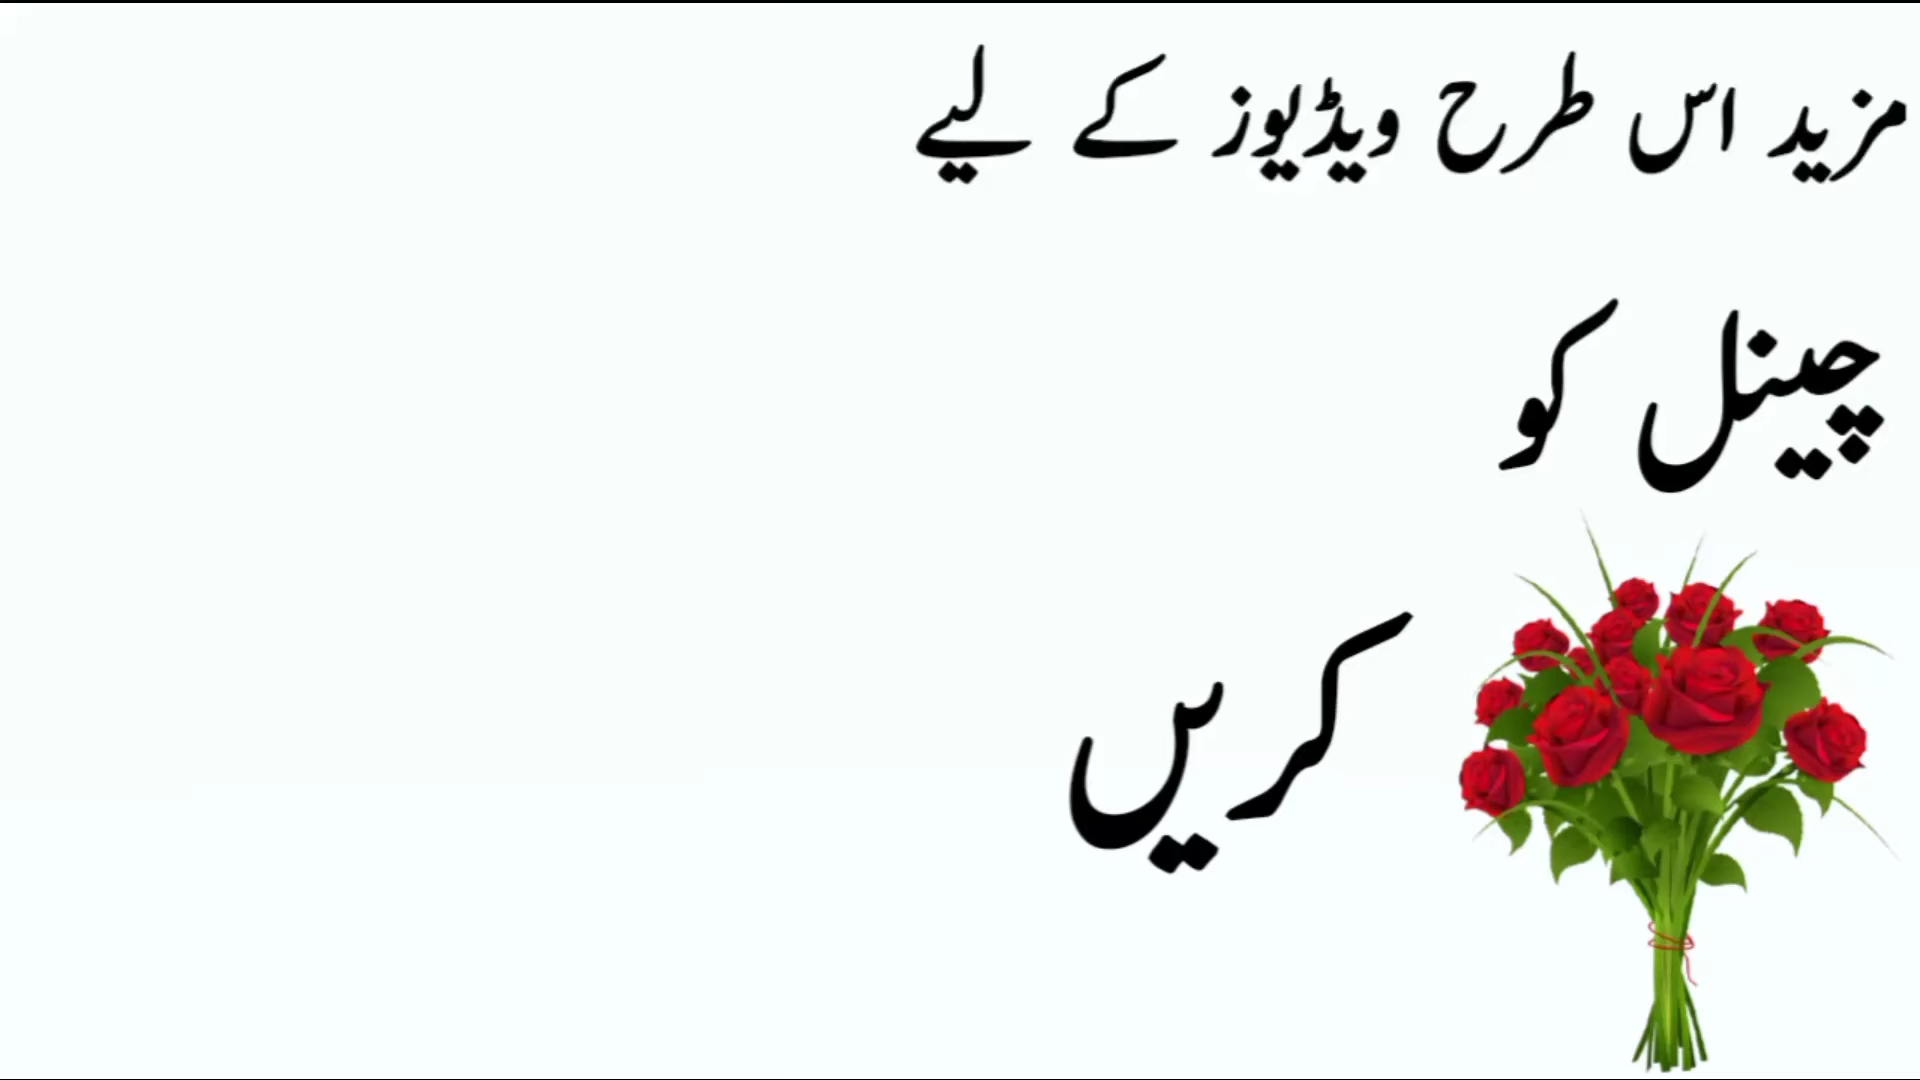 مزید اس طرح ویڈیوز کے لیے
چینل کو
کریں